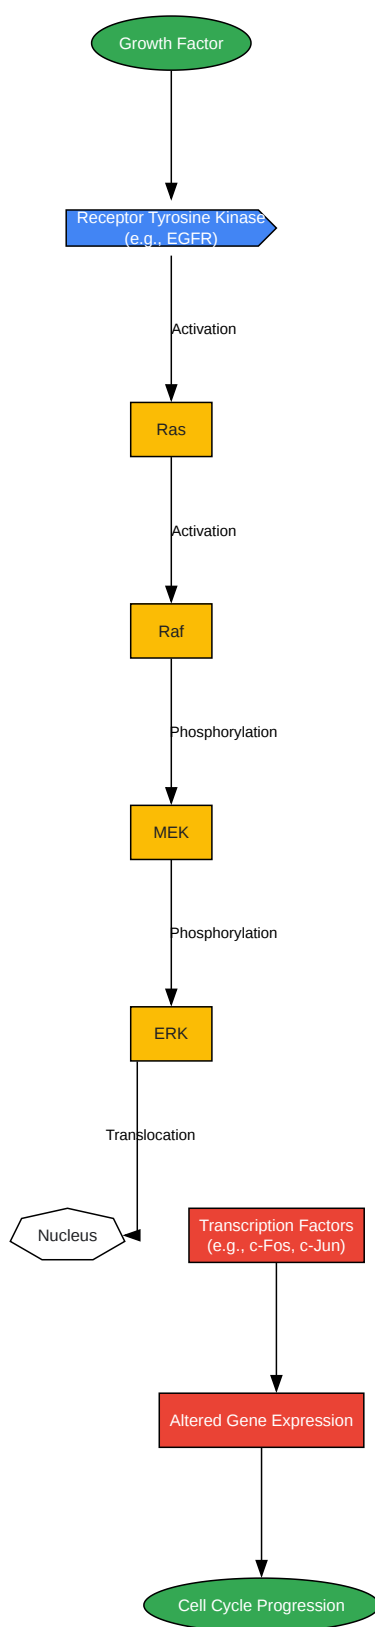 Growth Factor
Receptor Tyrosine Kinase
(e.g., EGFR)
Activation
Ras
Activation
Raf
Phosphorylation
MEK
Phosphorylation
ERK
Translocation
Nucleus
Transcription Factors
(e.g., c-Fos, c-Jun)
Altered Gene Expression
Cell Cycle Progression